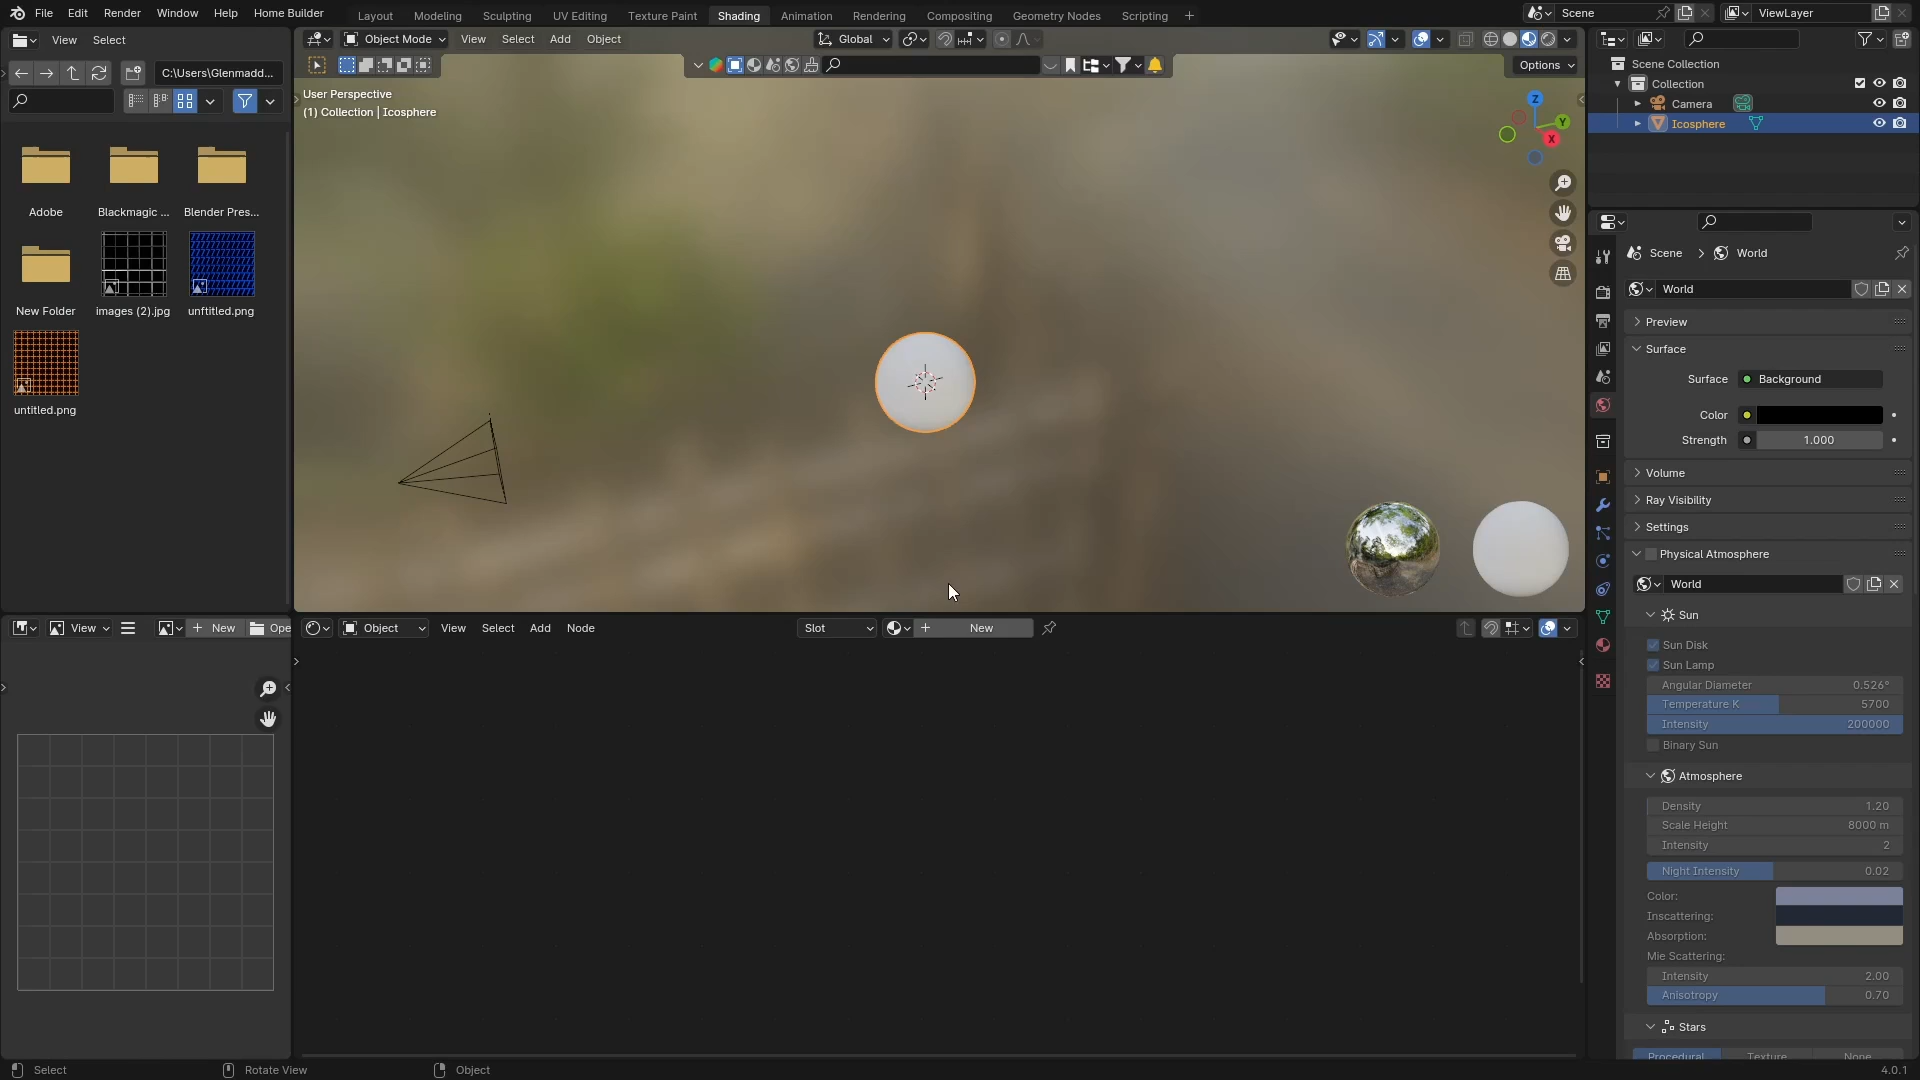 File Edit Render Window Help Home Builder Layout Modeling Sculpting UV Editing Texture Paint Shading Animation Rendering Compositing Geometry Nodes Scripting + Scene ViewLayer
View Select
Object Mode View Select Add Object Global
C:\Users\Glenmadd...
Options
User Perspective
(1) Collection | Icosphere
Z
Y
X
Adobe Blackmagic ... Blender Pres...
New Folder images (2).jpg unftitled.png
untitled.png
Scene Collection
Collection
Camera
Icosphere
Scene > World
World
Preview
Surface
Surface Background
Color
Strength 1.000
Volume
Ray Visibility
Settings
Physical Atmosphere
World
Sun
Sun Disk
Sun Lamp
Angular Diameter 0.526°
Temperature K 5700
Intensity 200000
Binary Sun
Atmosphere
Density 1.20
Scale Height 8000 m
Intensity 2
Night Intensity 0.02
Color:
Inscattering:
Absorption:
Mie Scattering:
Intensity 2.00
Anisotropy 0.70
Stars
Procedural Texture None
View + New Ope
Object View Select Add Node Slot + New
Select Rotate View Object 4.0.1